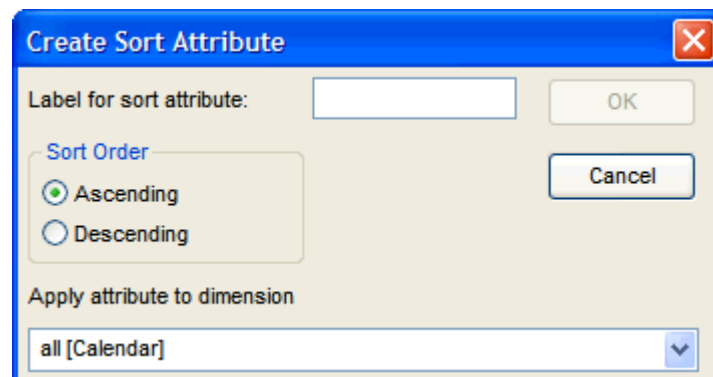 Create Sort Attribute
Label for sort attribute:
OK
Sort Order
Ascending
Cancel
Descending
Apply attribute to dimension
all [Calendar]